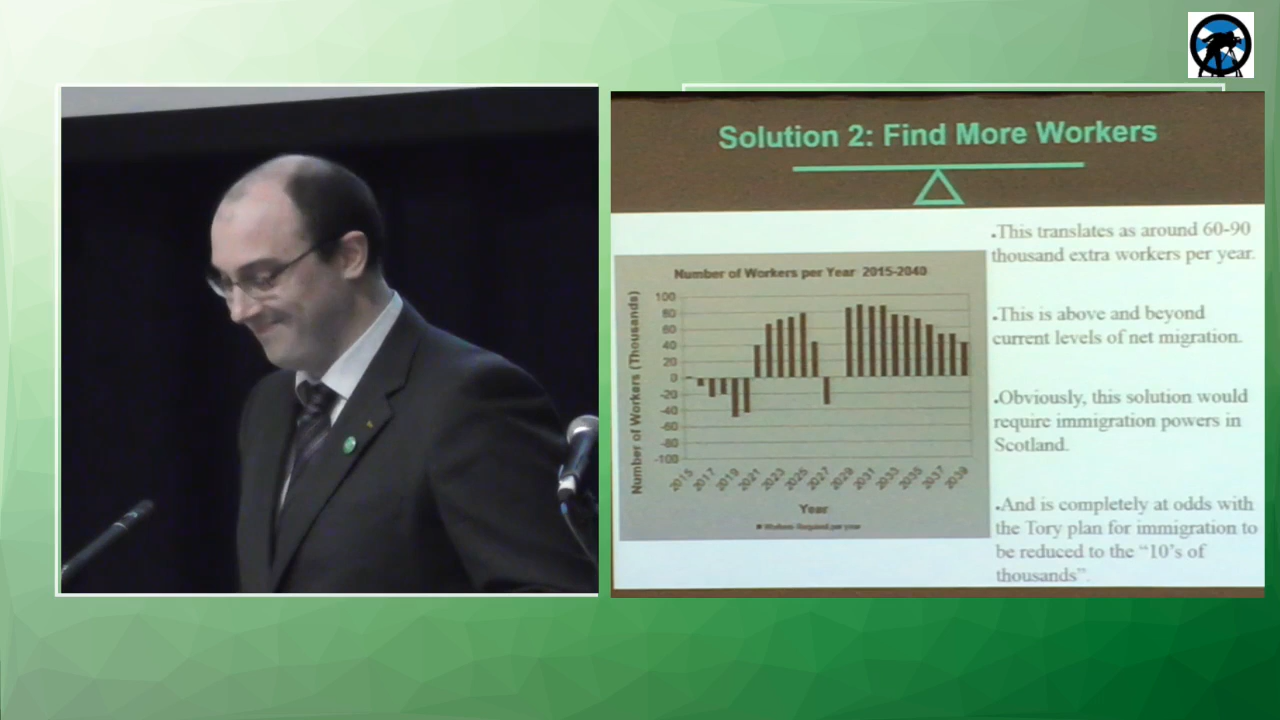 Solution 2: Find More Workers
.This translates as around 60-90
thousand extra workers per year.
.This is above and beyond
current levels of net migration.
.Obviously, this solution would
require immigration powers in
Scotland.
.And is completely at odds with
the Tory plan for immigration to
be reduced to the “10’s of
thousands”.
Number of Workers per Year 2015-2040
Number of Workers (Thousands)
100
80
60
40
20
0
-20
-40
-60
-80
-100
2015
2017
2019
2021
2023
2025
2027
2029
2031
2033
2035
2037
2039
Year
Workers Required per year